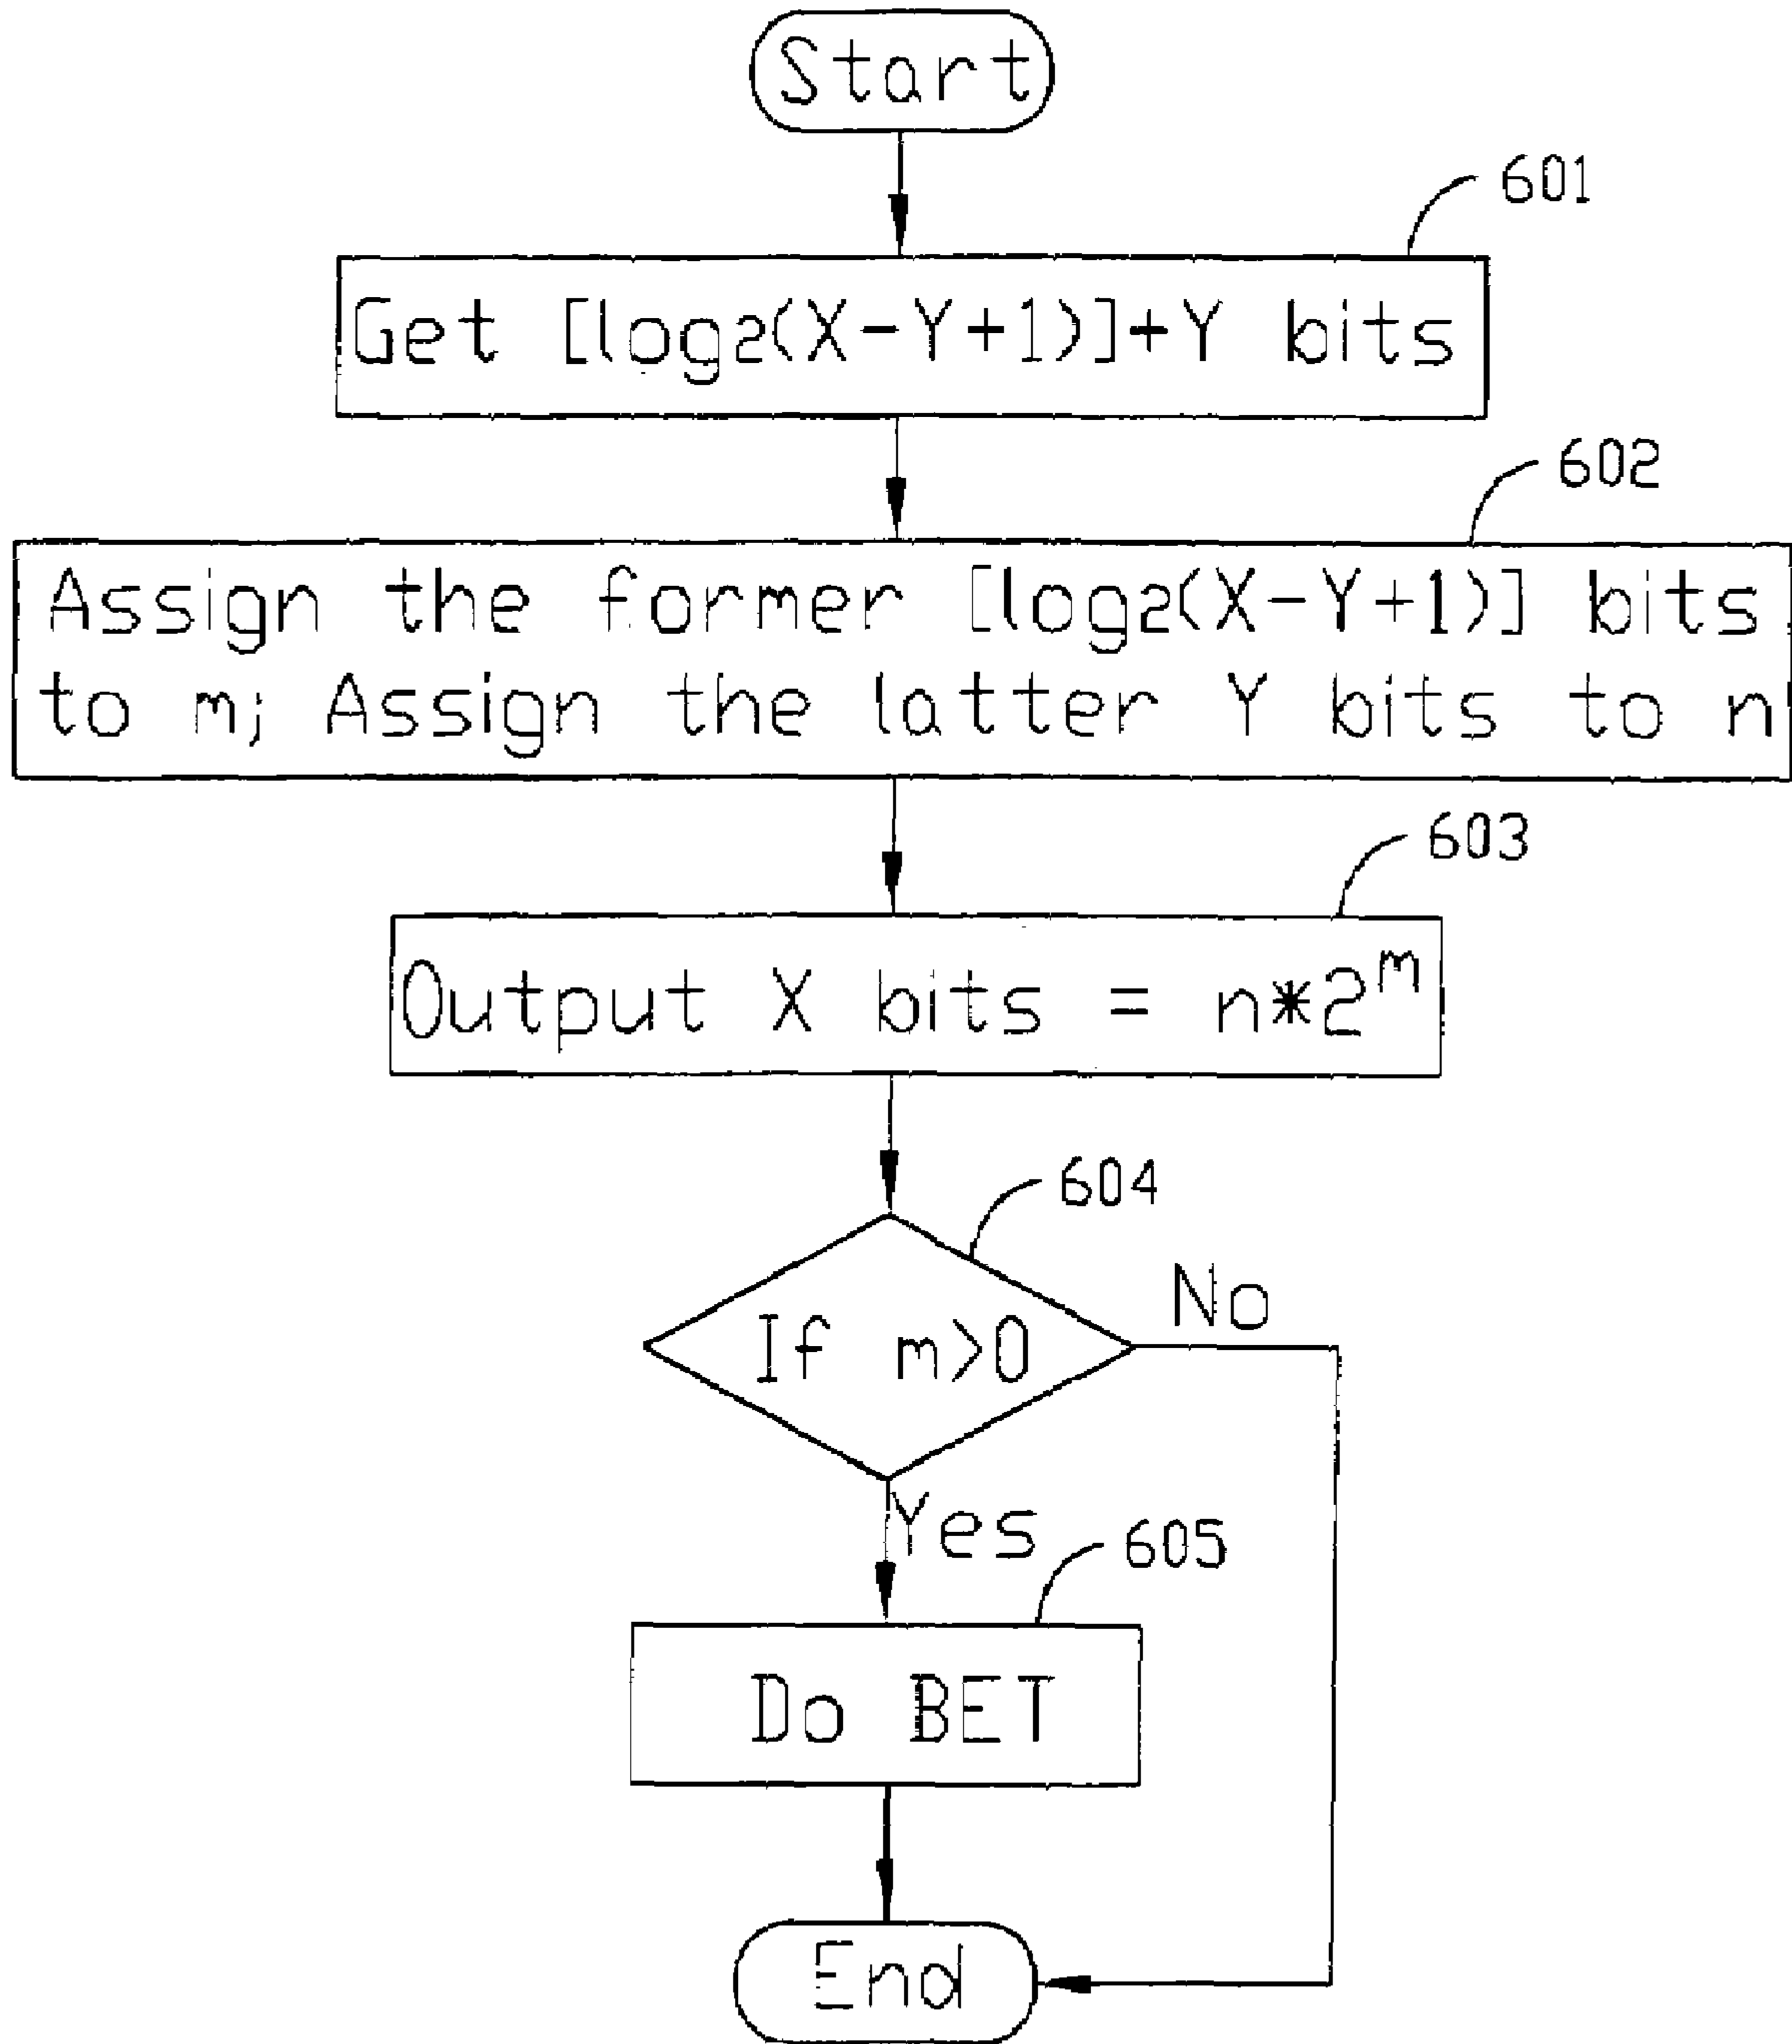 Start
601
Get [log₂(X-Y+1)]+Y bits
602
Assign the former [log₂(X-Y+1)] bits
to m; Assign the latter Y bits to n
603
Output X bits = n*2ᵐ
604
If m>0
No
Yes
605
Do BET
End